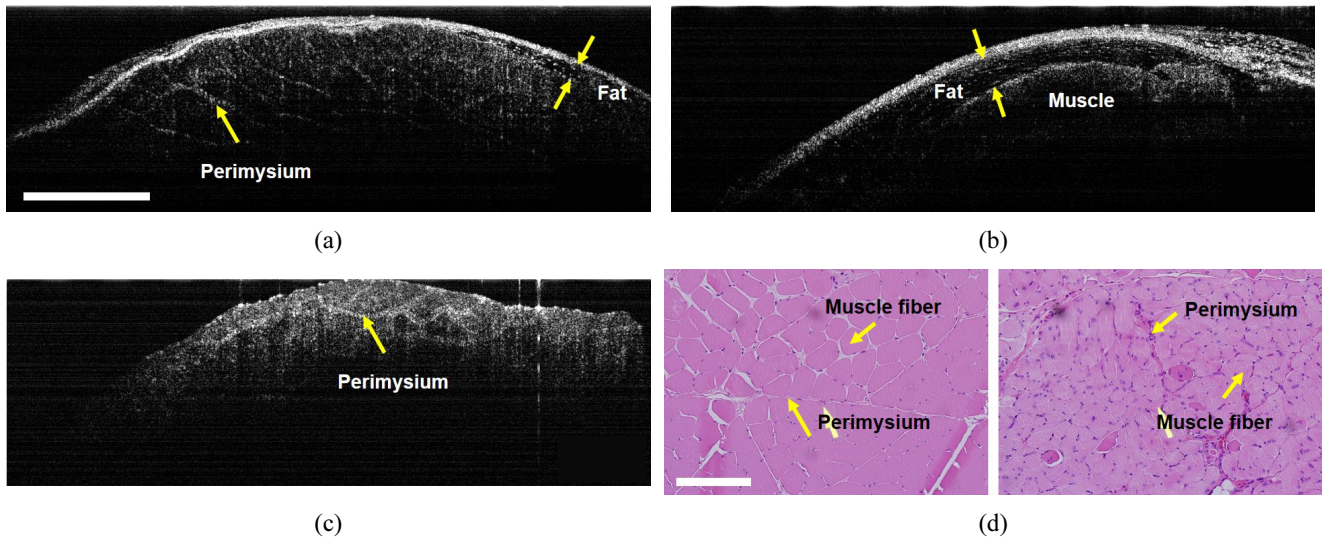 Fat
Perimysium
(a)
Fat
Muscle
(b)
Perimysium
(c)
Muscle fiber
Perimysium
Perimysium
Muscle fiber
(d)